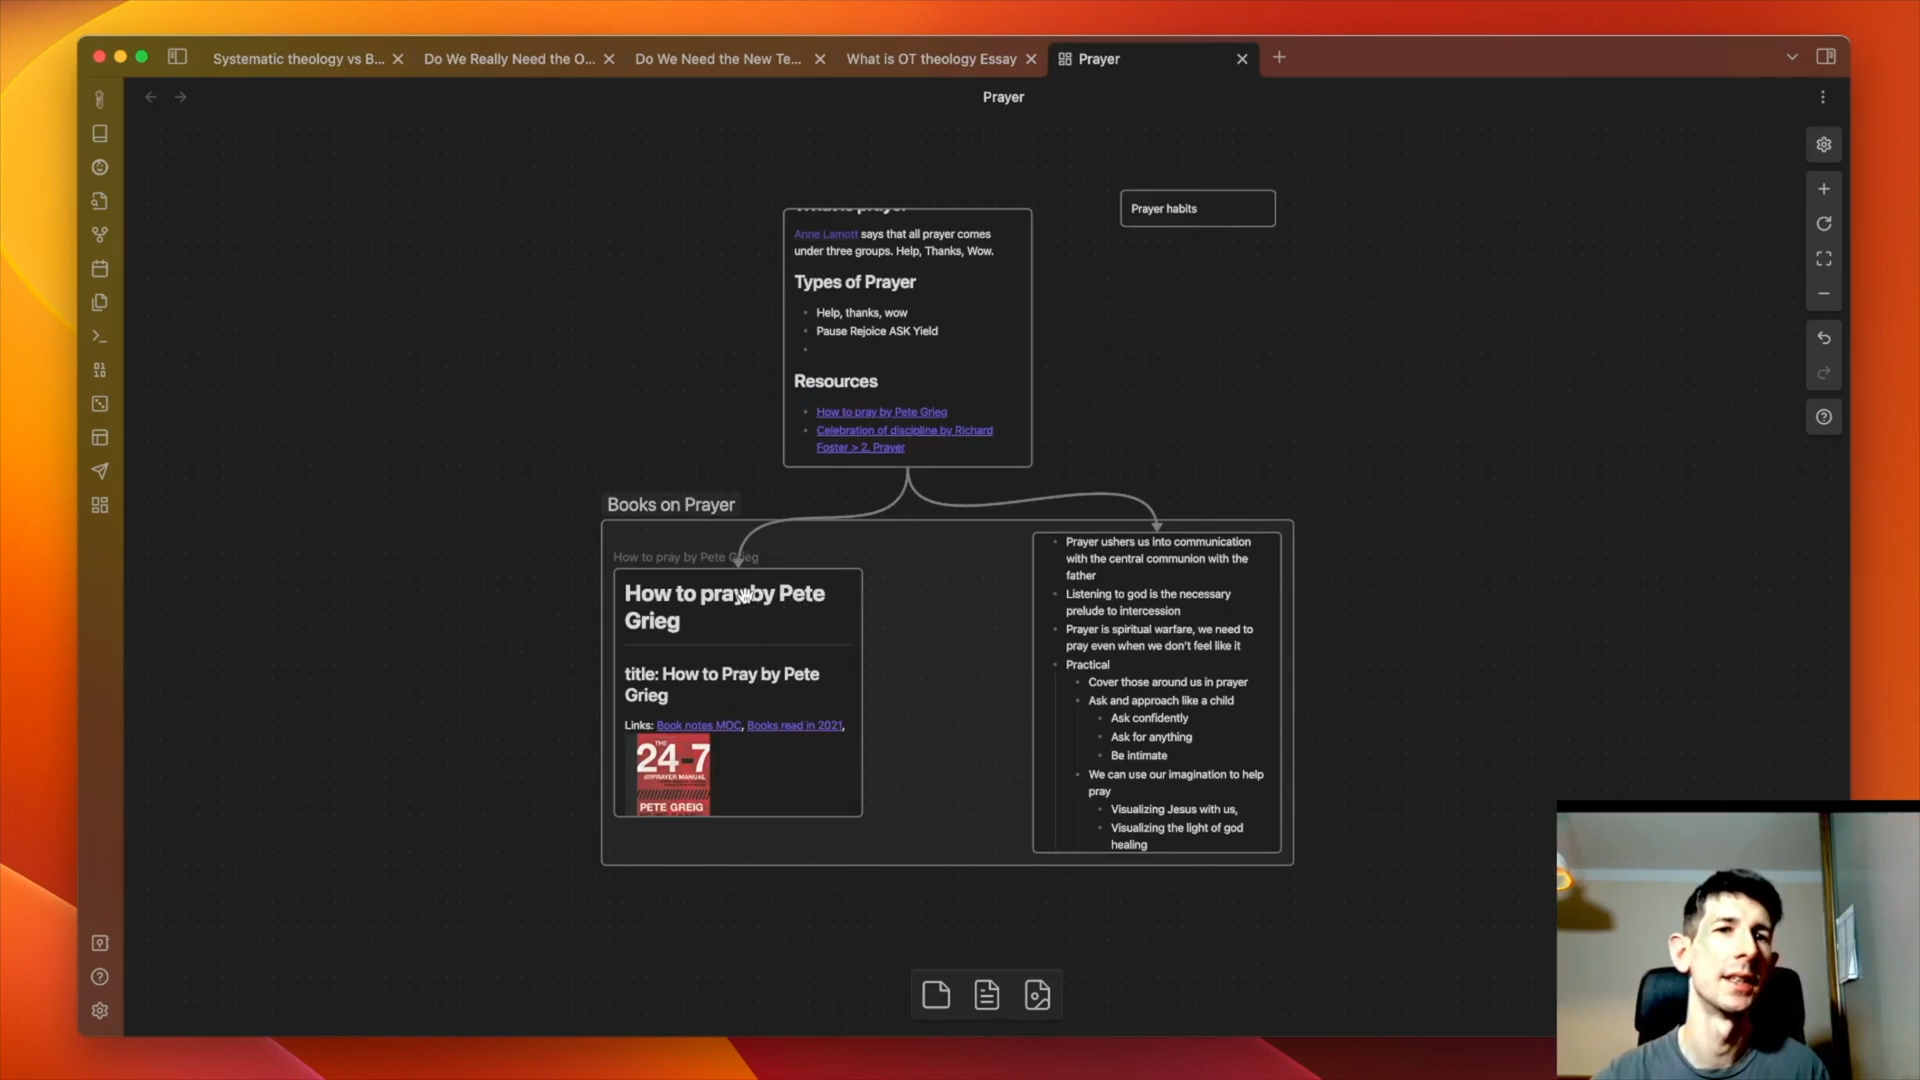 Systematic theology vs B...
Do We Really Need the O...
Do We Need the New Te...
What is OT theology Essay
Prayer
Prayer
Prayer habits
Anne Lamott says that all prayer comes
under three groups. Help, Thanks, Wow.
Types of Prayer
Help, thanks, wow
Pause Rejoice ASK Yield
Resources
How to pray by Pete Grieg
Celebration of discipline by Richard
Foster > 2. Prayer
Books on Prayer
How to pray by Pete Grieg
How to pray by Pete
Grieg
title: How to Pray by Pete
Grieg
Links: Book notes MOC, Books read in 2021,
THE
24-7
PRAYER MANUAL
PETE GREIG
Prayer ushers us into communication
with the central communion with the
father
Listening to god is the necessary
prelude to intercession
Prayer is spiritual warfare, we need to
pray even when we don't feel like it
Practical
Cover those around us in prayer
Ask and approach like a child
Ask confidently
Ask for anything
Be intimate
We can use our imagination to help
pray
Visualizing Jesus with us,
Visualizing the light of god
healing